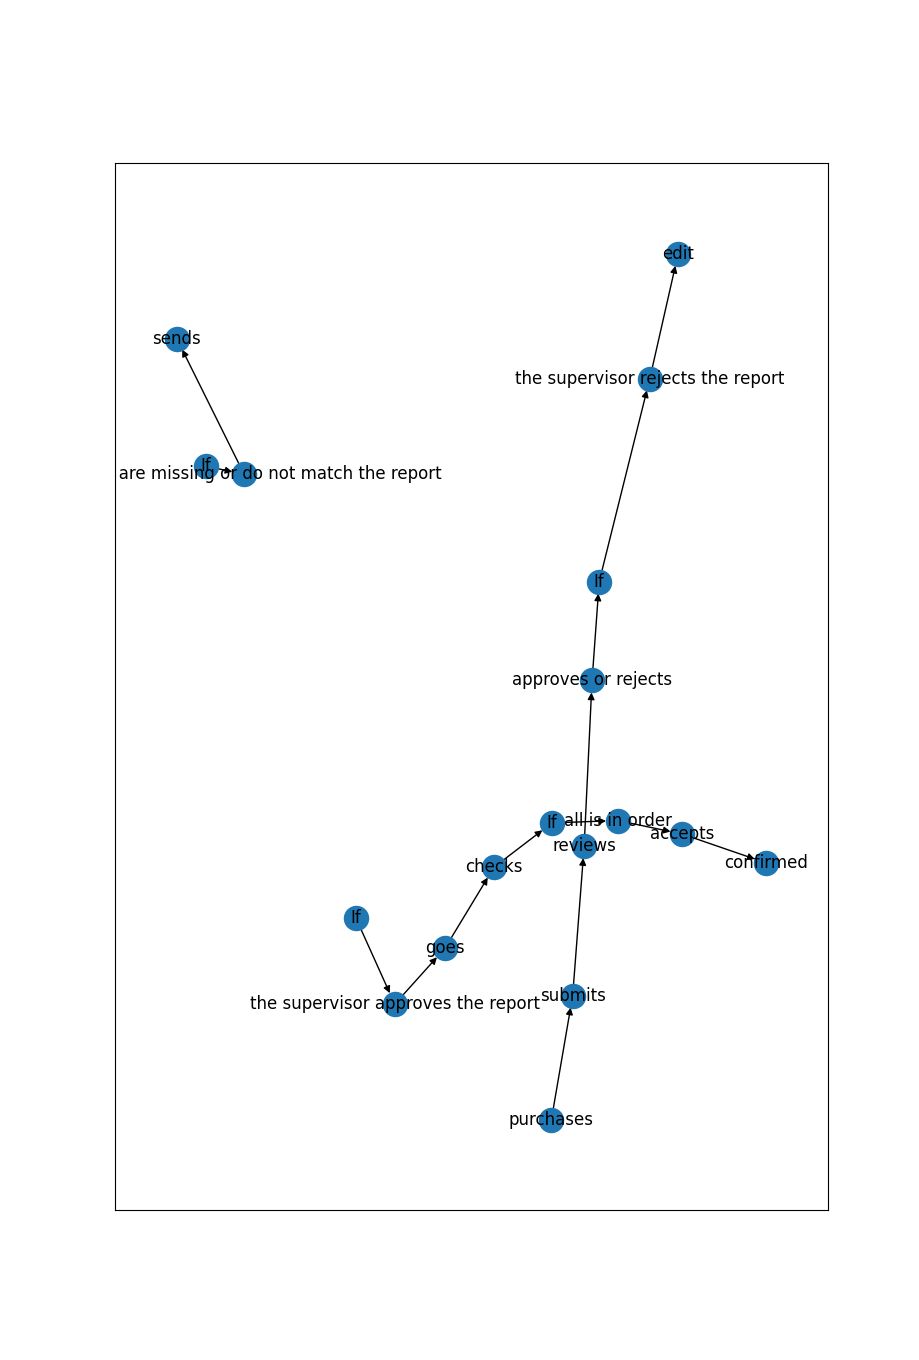 edit
sends
the supervisor rejects the report
If
are missing or do not match the report
If
approves or rejects
If
all is in order
accepts
reviews
confirmed
checks
If
goes
the supervisor approves the report
submits
purchases